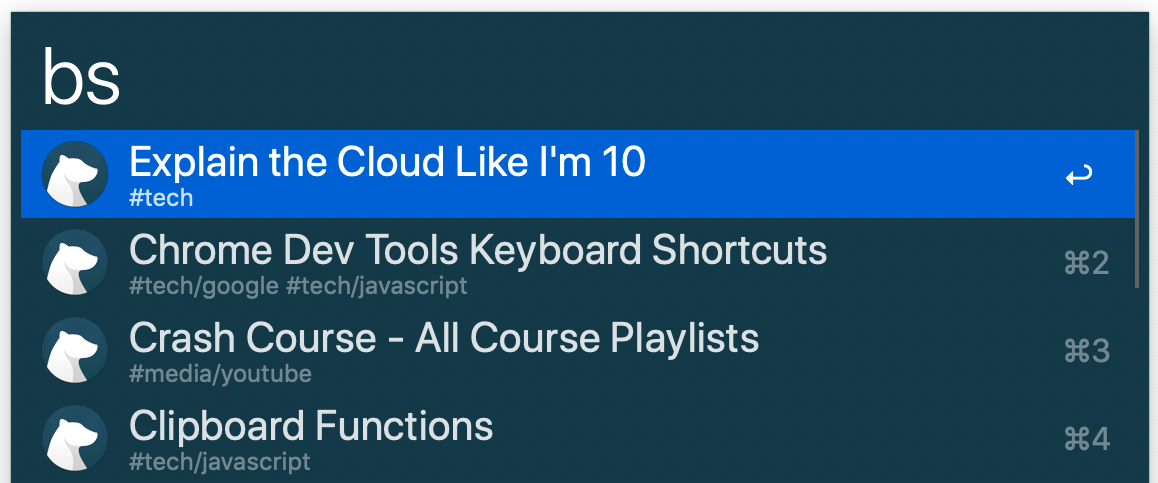 bs
Explain the Cloud Like I'm 10
#tech
Chrome Dev Tools Keyboard Shortcuts
⌘2
#tech/google #tech/javascript
Crash Course - All Course Playlists
⌘3
#media/youtube
Clipboard Functions
⌘4
#tech/javascript